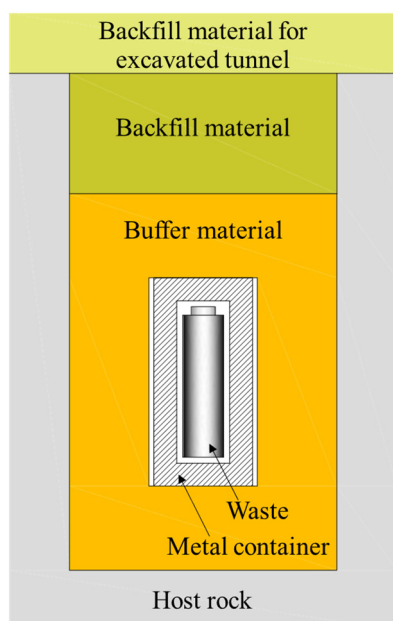 Backfill material for
excavated tunnel
Backfill material
Buffer material
Waste
Metal container
Host rock